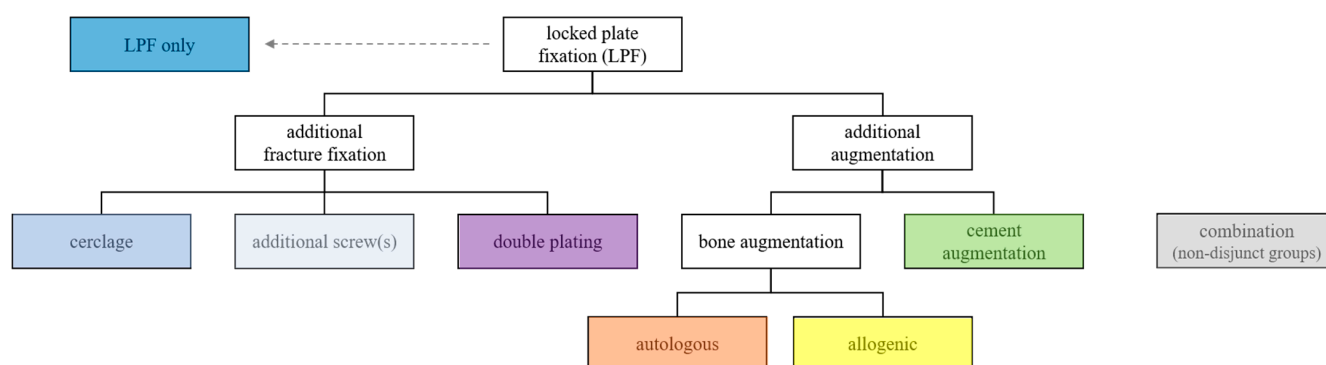 LPF only
locked plate
fixation (LPF)
additional
fracture fixation
additional
augmentation
cerclage
additional screw(s)
double plating
bone augmentation
cement
augmentation
combination
(non-disjunct groups)
autologous
allogenic